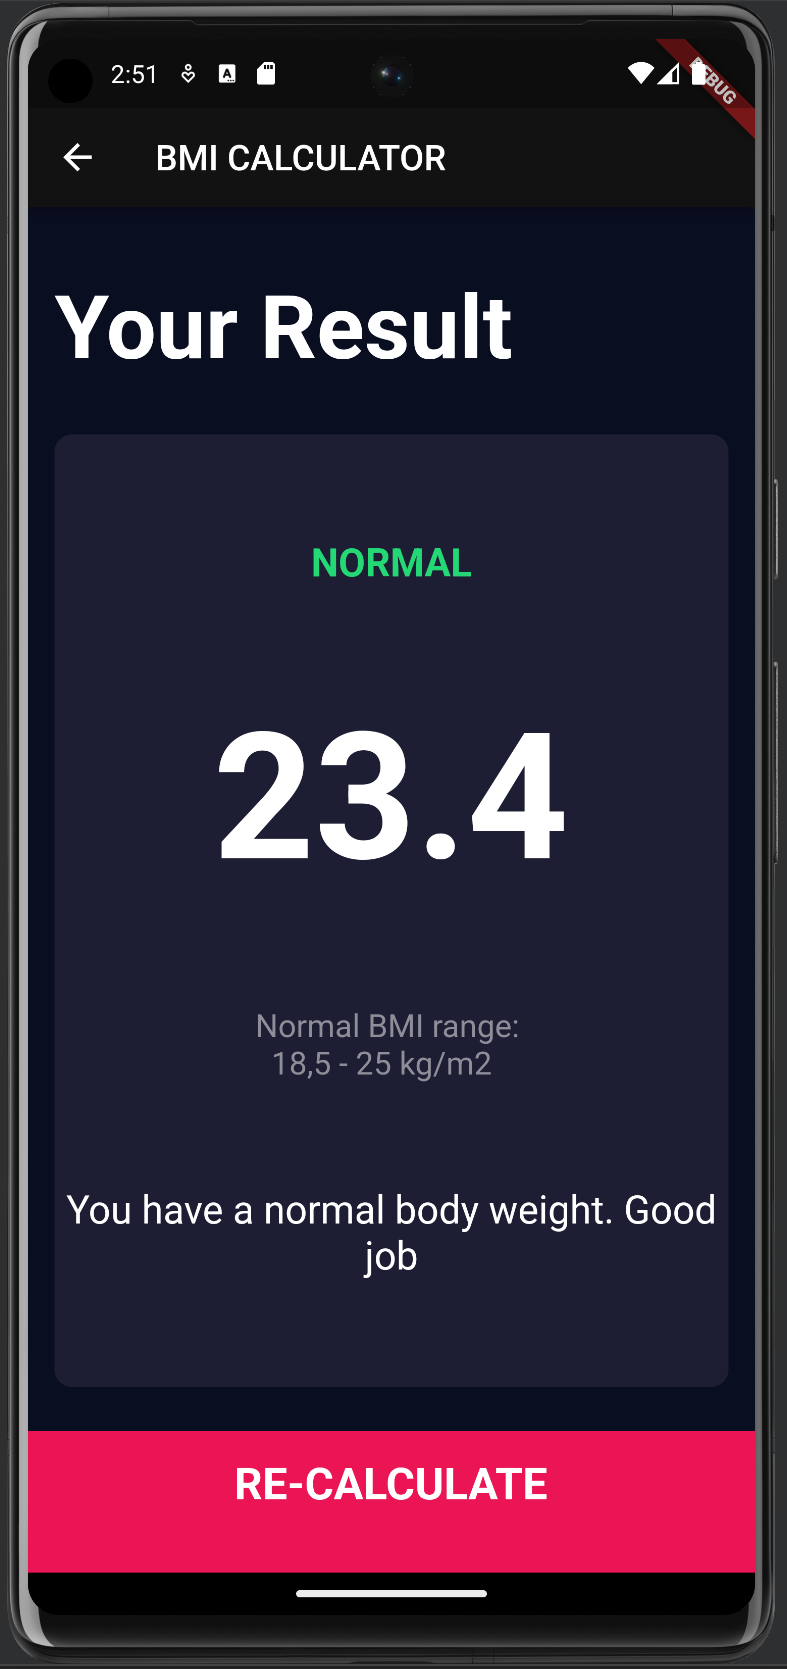 2:51
A
DEBUG
BMI CALCULATOR
Your Result
NORMAL
23.4
Normal BMI range:
18,5 - 25 kg/m2
You have a normal body weight. Good
job
RE-CALCULATE